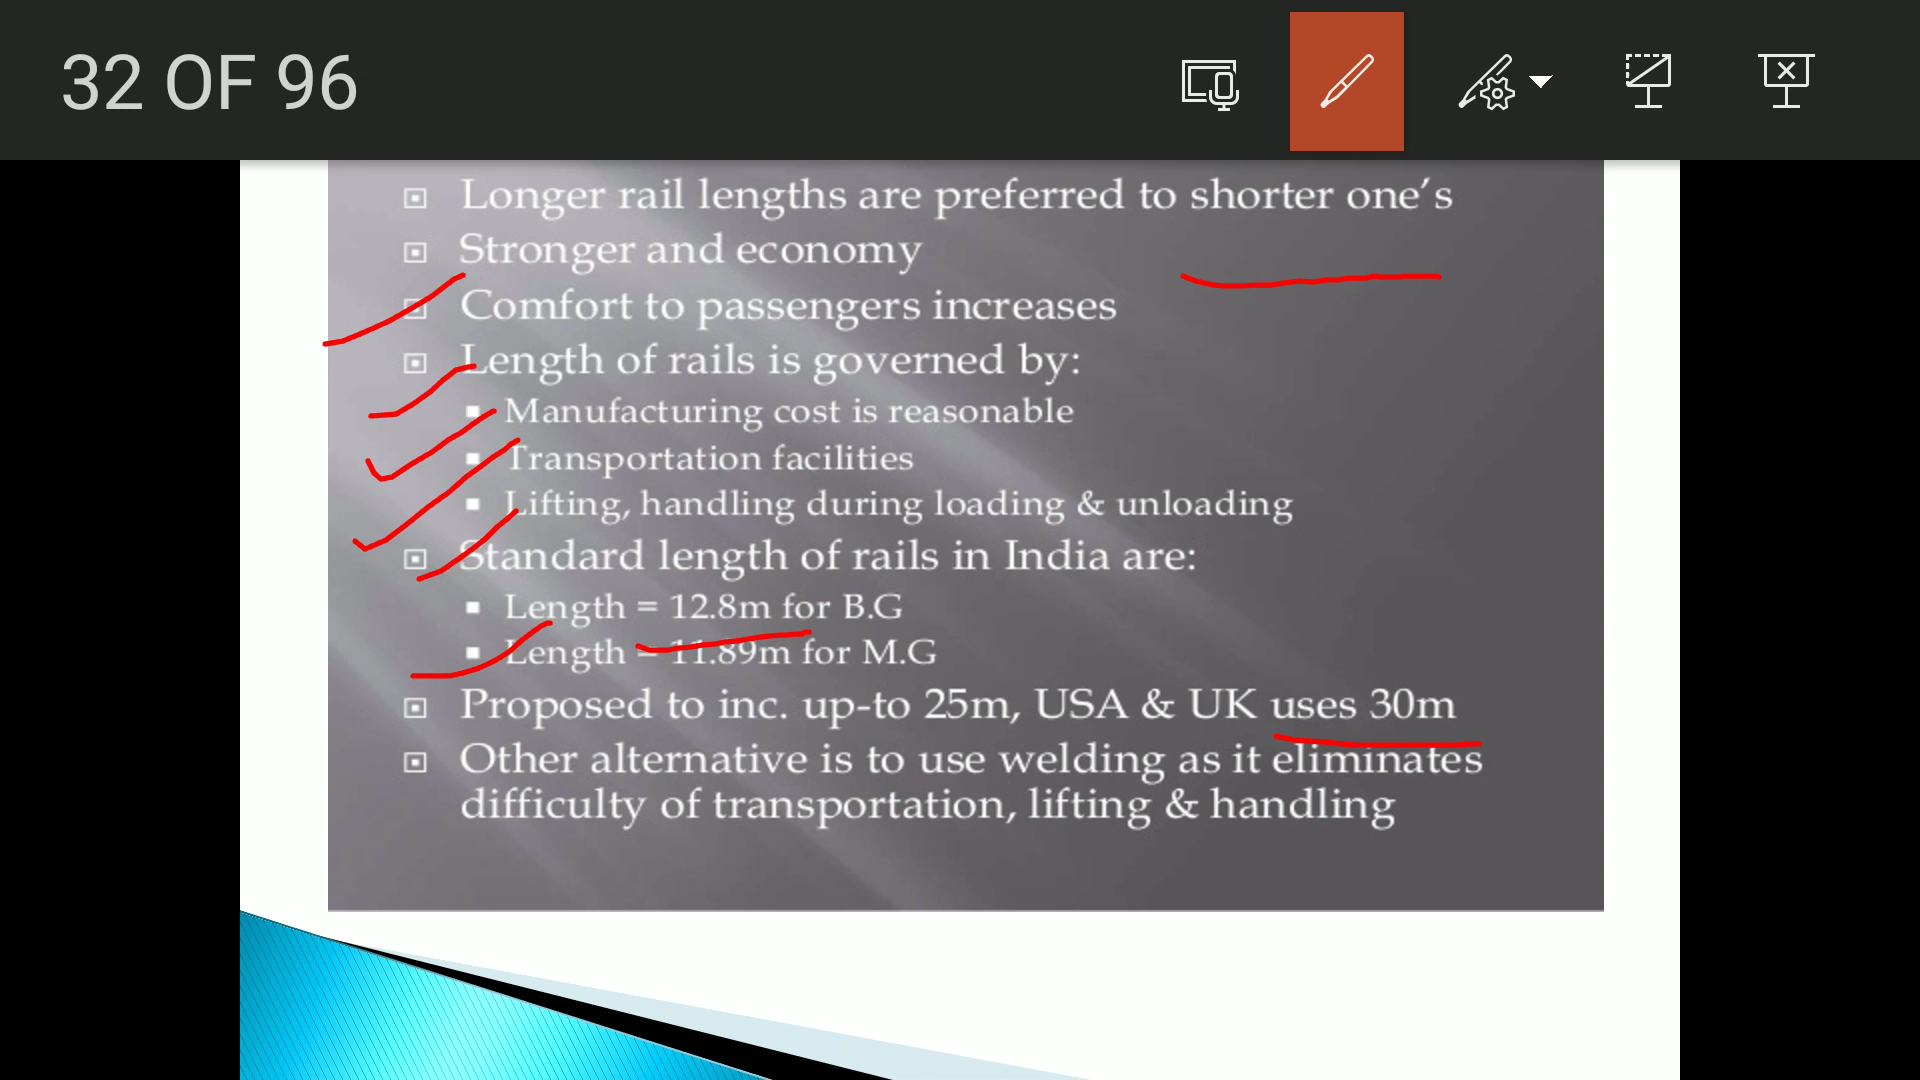 32 OF 96
Longer rail lengths are preferred to shorter one's
Stronger and economy
Comfort to passengers increases
Length of rails is governed by:
Manufacturing cost is reasonable
Transportation facilities
Lifting, handling during loading & unloading
Standard length of rails in India are:
Length = 12.8m for B.G
Length = 11.89m for M.G
Proposed to inc. up-to 25m, USA & UK uses 30m
Other alternative is to use welding as it eliminates
difficulty of transportation, lifting & handling